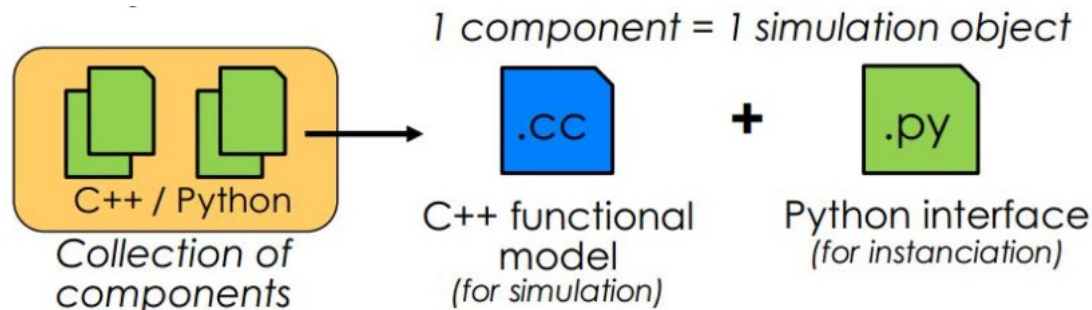 1 component = 1 simulation object
C++ / Python
Collection of
components
.cc
C++ functional
model
(for simulation)
+
.py
Python interface
(for instanciation)